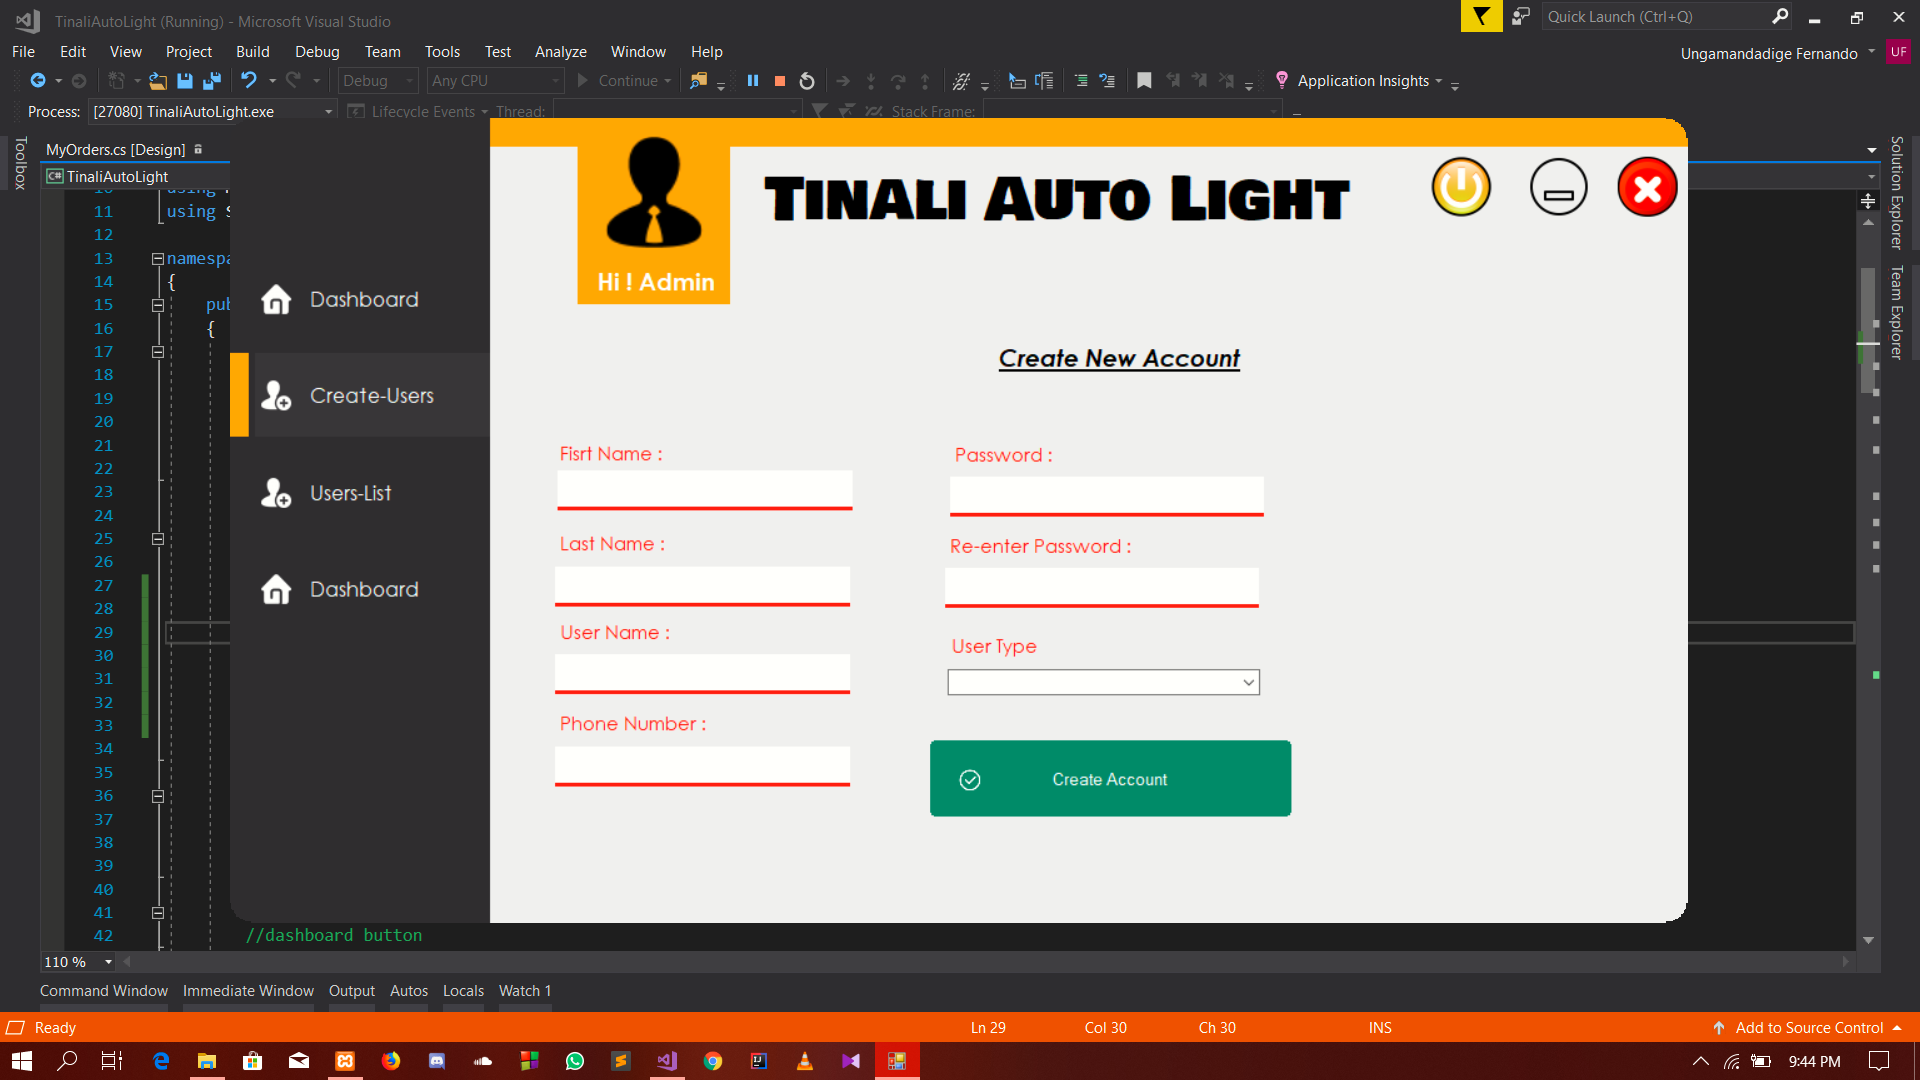 TinaliAutoLight (Running) - Microsoft Visual Studio
Quick Launch (Ctrl+Q)
File Edit View Project Build Debug Team Tools Test Analyze Window Help
Ungamandadige Fernando UF
Debug Any CPU Continue Application Insights
Process: [27080] TinaliAutoLight.exe Lifecycle Events Thread: Stack Frame:
Toolbox
MyOrders.cs [Design]
C# TinaliAutoLight
Solution Explorer
Team Explorer
11 using
12
13 namespa
14 {
15 pub
16 {
17
18
19
20
21
22
23
24
25
26
27
28
29
30
31
32
33
34
35
36
37
38
39
40
41
42 //dashboard button
Tinali Auto Light
Hi ! Admin
Dashboard
Create-Users
Users-List
Dashboard
Create New Account
Fisrt Name :
Last Name :
User Name :
Phone Number :
Password :
Re-enter Password :
User Type
Create Account
110 %
Command Window Immediate Window Output Autos Locals Watch 1
Ready Ln 29 Col 30 Ch 30 INS Add to Source Control
9:44 PM